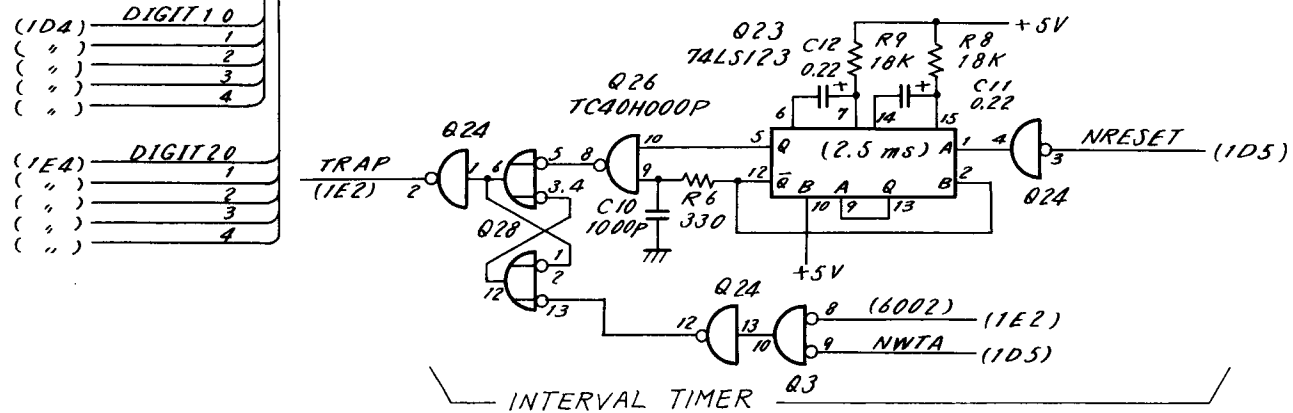 (1D4) DIGIT1 0
( 〃 ) 1
( 〃 ) 2
( 〃 ) 3
( 〃 ) 4
(1E4) DIGIT2 0
( 〃 ) 1
( 〃 ) 2
( 〃 ) 3
( 〃 ) 4
TRAP
(1E2)
Q24
2
1
6
5
3.4
Q28
12
1
2
13
Q26
TC40H000P
8
10
9
C10
1000P
R6
330
Q23
74LS123
C12
0.22
R9
18K
R8
18K
+5V
C11
0.22
6
7
14
15
5 Q
(2.5 ms)
A 1
12 Q̅
B A Q
B 2
10 9 13
+5V
4
3
Q24
NRESET
(1D5)
Q24
12
13
10
Q3
8
(6002)
(1E2)
9
NWTA
(1D5)
INTERVAL TIMER